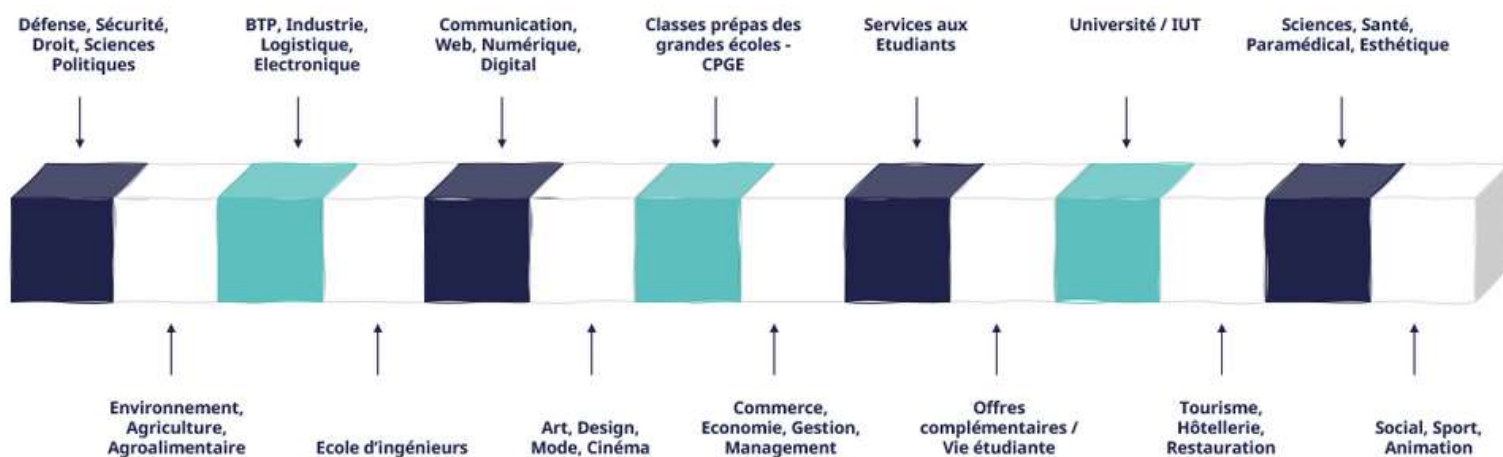 Défense, Sécurité,
Droit, Sciences
Politiques
BTP, Industrie,
Logistique,
Electronique
Communication,
Web, Numérique,
Digital
Classes prépas des
grandes écoles -
CPGE
Services aux
Etudiants
Université / IUT
Sciences, Santé,
Paramédical, Esthétique
Environnement,
Agriculture,
Agroalimentaire
Ecole d’ingénieurs
Art, Design,
Mode, Cinéma
Commerce,
Economie, Gestion,
Management
Offres
complémentaires /
Vie étudiante
Tourisme,
Hôtellerie,
Restauration
Social, Sport,
Animation